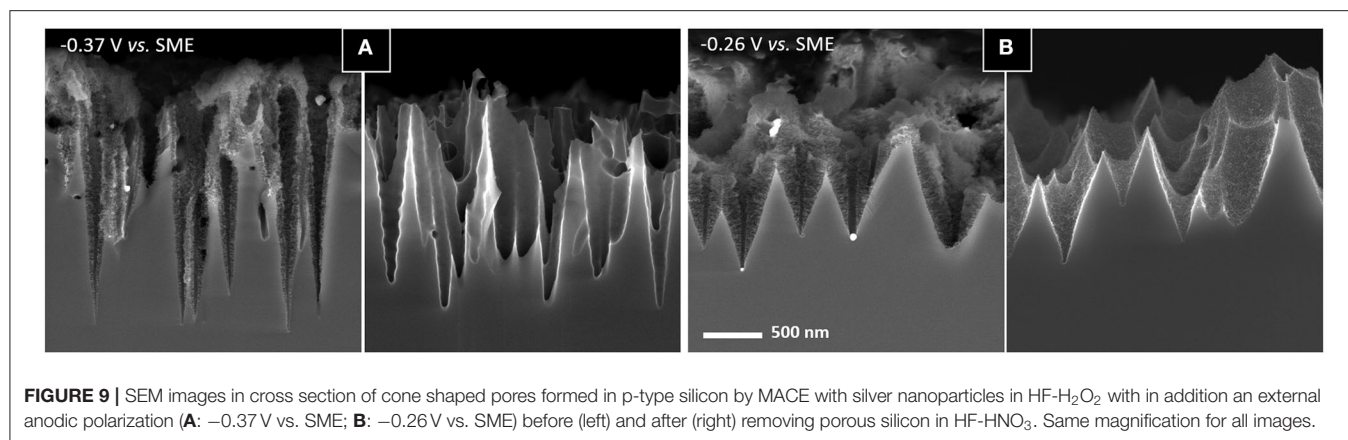 -0.37 V vs. SME
A
-0.26 V vs. SME
B
500 nm
FIGURE 9 | SEM images in cross section of cone shaped pores formed in p-type silicon by MACE with silver nanoparticles in HF-H₂O₂ with in addition an external
anodic polarization (A: −0.37 V vs. SME; B: −0.26 V vs. SME) before (left) and after (right) removing porous silicon in HF-HNO₃. Same magnification for all images.